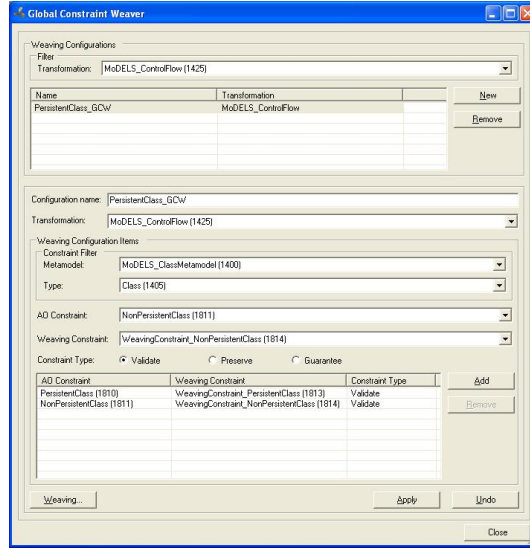 Global Constraint Weaver
Weaving Configurations
Filter
Transformation: MoDELS_ControlFlow (1425)
Name Transformation
PersistentClass_GCW MoDELS_ControlFlow
New
Remove
Configuration name: PersistentClass_GCW
Transformation: MoDELS_ControlFlow (1425)
Weaving Configuration Items
Constraint Filter
Metamodel: MoDELS_ClassMetamodel (1400)
Type: Class (1405)
AO Constraint: NonPersistentClass (1811)
Weaving Constraint: WeavingConstraint_NonPersistentClass (1814)
Constraint Type: Validate Preserve Guarantee
AO Constraint Weaving Constraint Constraint Type
PersistentClass (1810) WeavingConstraint_PersistentClass (1813) Validate
NonPersistentClass (1811) WeavingConstraint_NonPersistentClass (1814) Validate
Add
Remove
Weaving... Apply Undo
Close